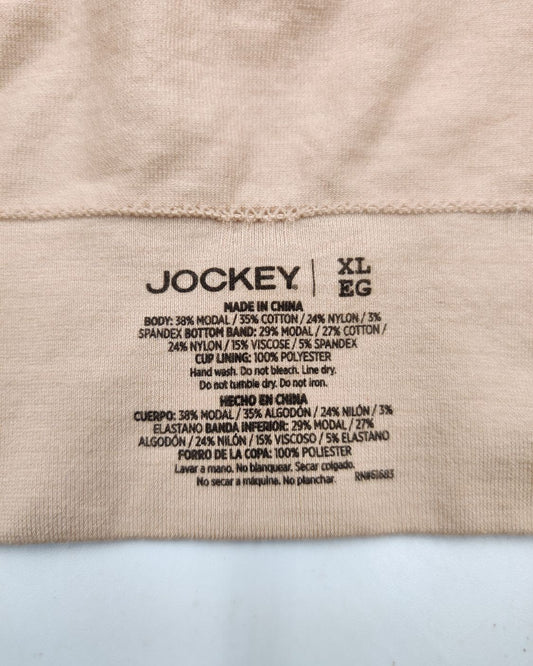 JOCKEY® | XL
EG
MADE IN CHINA
BODY: 38% MODAL / 35% COTTON / 24% NYLON / 3%
SPANDEX BOTTOM BAND: 29% MODAL / 27% COTTON /
24% NYLON / 15% VISCOSE / 5% SPANDEX
CUP LINING: 100% POLYESTER
Hand wash. Do not bleach. Line dry.
Do not tumble dry. Do not iron.
HECHO EN CHINA
CUERPO: 38% MODAL / 35% ALGODÓN / 24% NILÓN / 3%
ELASTANO BANDA INFERIOR: 29% MODAL / 27%
ALGODÓN / 24% NILÓN / 15% VISCOSO / 5% ELASTANO
FORRO DE LA COPA: 100% POLIESTER
Lavar a mano. No blanquear. Secar colgado.
No secar a máquina. No planchar. RN#61683